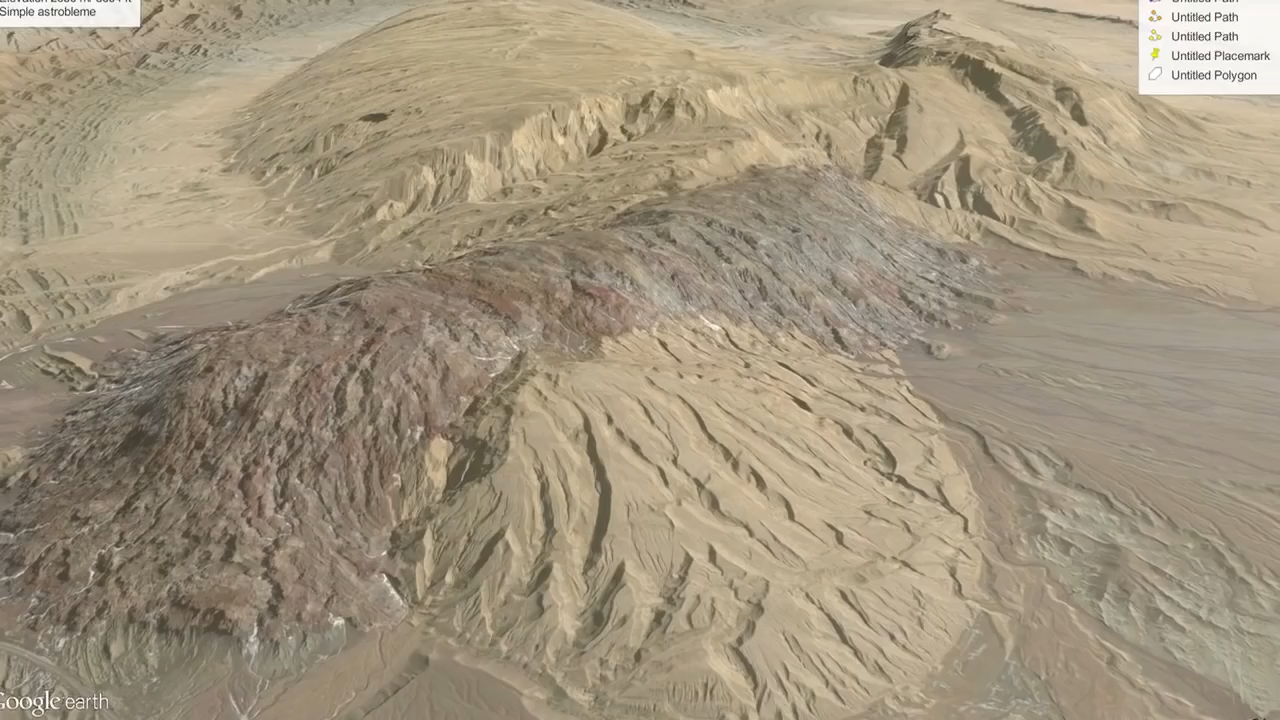 Simple astrobleme
Untitled Path
Untitled Path
Untitled Placemark
Untitled Polygon
Google earth